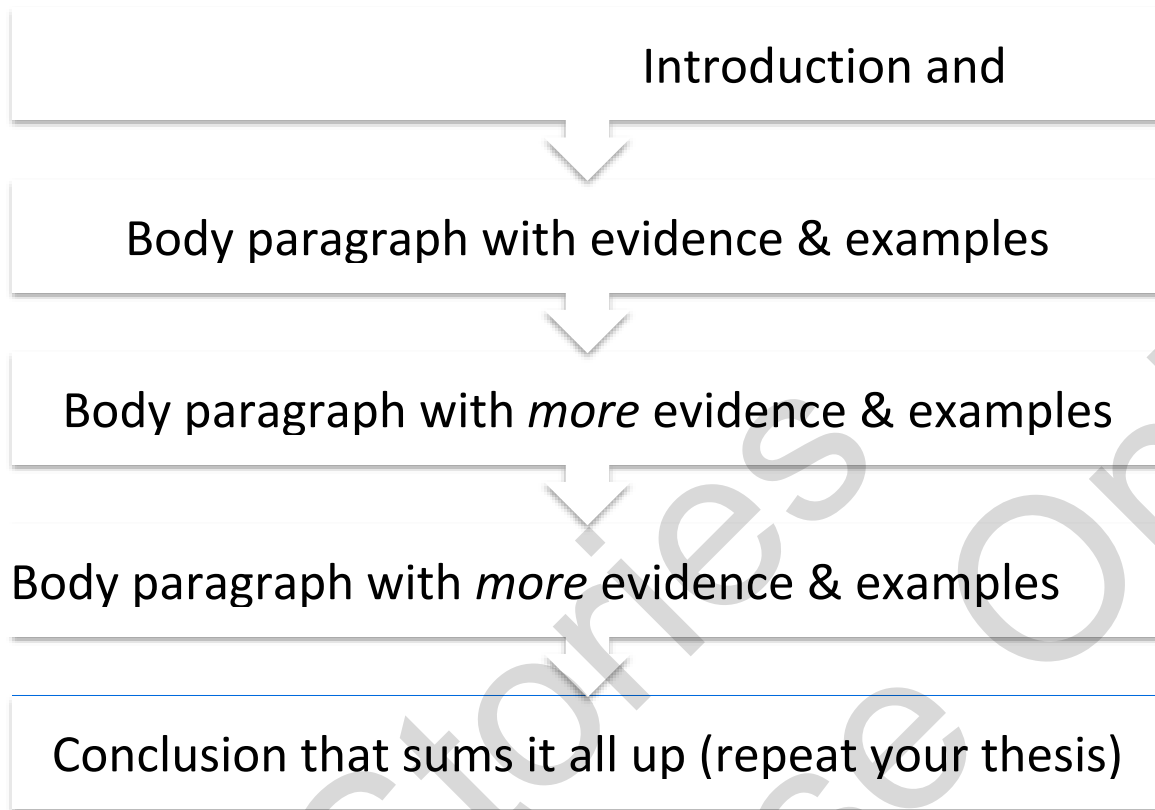 Introduction and
Body paragraph with evidence & examples
Body paragraph with more evidence & examples
Body paragraph with more evidence & examples
Conclusion that sums it all up (repeat your thesis)
Stories